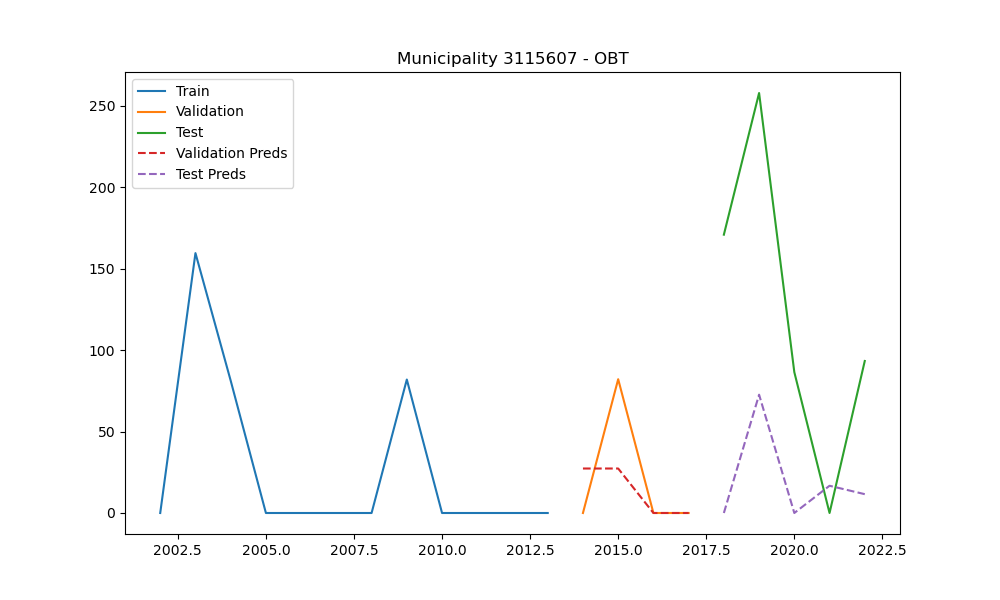 Municipality 3115607 - OBT
Train
Validation
Test
Validation Preds
Test Preds
250
200
150
100
50
0
2002.5 2005.0 2007.5 2010.0 2012.5 2015.0 2017.5 2020.0 2022.5